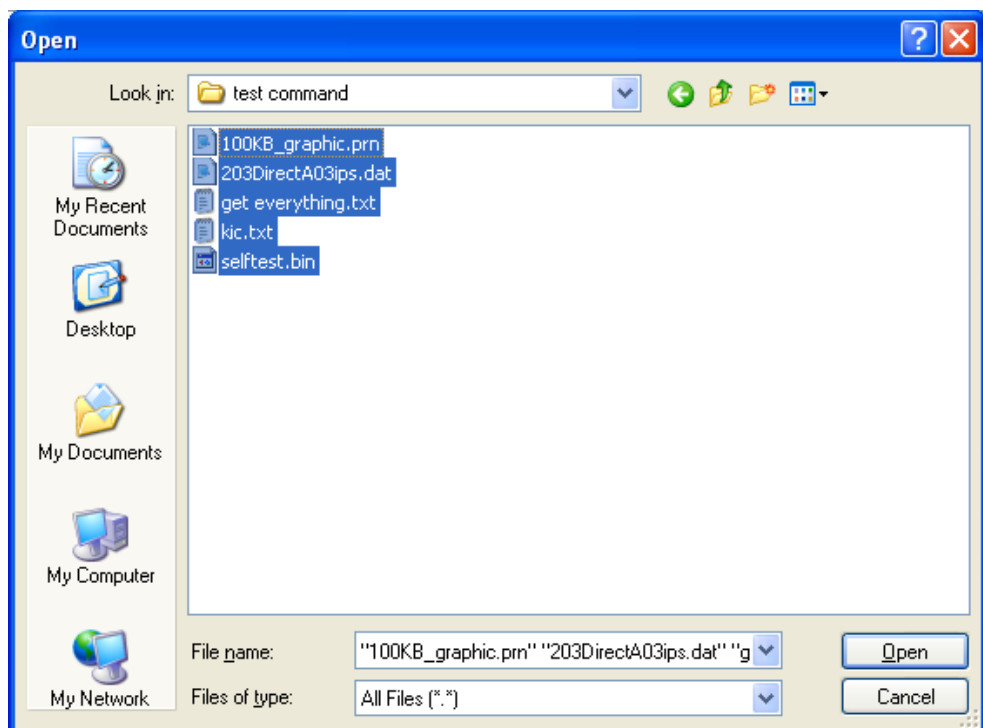 Open
Look in:
test command
100KB_graphic.prn
203DirectA03ips.dat
get everything.txt
kic.txt
selftest.bin
My Recent
Documents
Desktop
My Documents
My Computer
My Network
File name:
"100KB_graphic.prn" "203DirectA03ips.dat" "g
Open
Files of type:
All Files (*.*)
Cancel